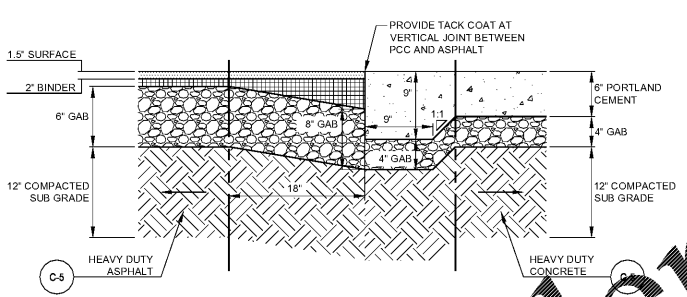 PROVIDE TACK COAT AT
VERTICAL JOINT BETWEEN
PCC AND ASPHALT
1.5" SURFACE
2" BINDER
6" GAB
12" COMPACTED
SUB GRADE
8" GAB
9"
9"
1:1
4" GAB
18"
6" PORTLAND
CEMENT
4" GAB
12" COMPACTED
SUB GRADE
HEAVY DUTY
ASPHALT
C-5
HEAVY DUTY
CONCRETE